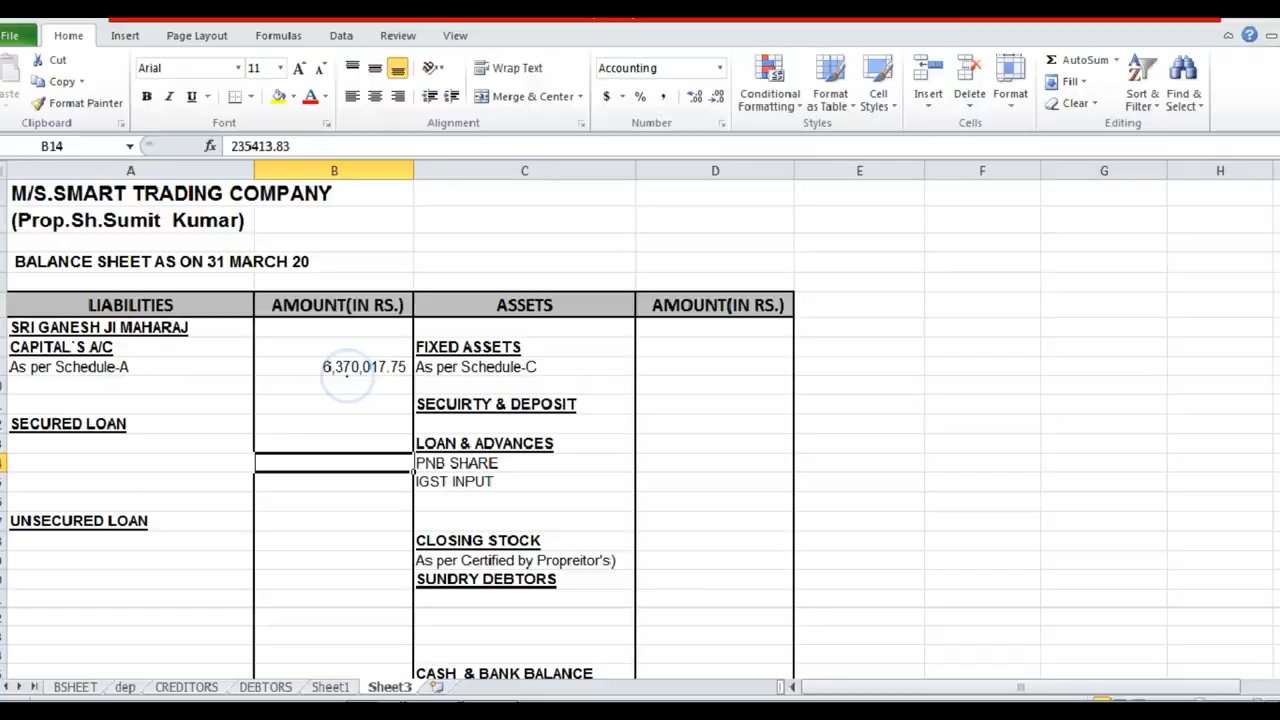 File Home Insert Page Layout Formulas Data Review View
Cut
Copy
Format Painter
Clipboard
Arial 11
B I U A
Font
Wrap Text
Merge & Center
Alignment
Accounting
$ % ,
Number
Conditional Formatting
Format as Table
Cell Styles
Styles
Insert Delete Format
Cells
AutoSum
Fill
Clear
Sort & Filter
Find & Select
Editing
B14 fx 235413.83
A B C D E F G H
M/S.SMART TRADING COMPANY
(Prop.Sh.Sumit Kumar)
BALANCE SHEET AS ON 31 MARCH 20
LIABILITIES AMOUNT(IN RS.) ASSETS AMOUNT(IN RS.)
SRI GANESH JI MAHARAJ
CAPITAL`S A/C FIXED ASSETS
As per Schedule-A 6,370,017.75 As per Schedule-C
SECUIRTY & DEPOSIT
SECURED LOAN
LOAN & ADVANCES
PNB SHARE
IGST INPUT
UNSECURED LOAN
CLOSING STOCK
As per Certified by Propreitor's)
SUNDRY DEBTORS
CASH & BANK BALANCE
BSHEET dep CREDITORS DEBTORS Sheet1 Sheet3